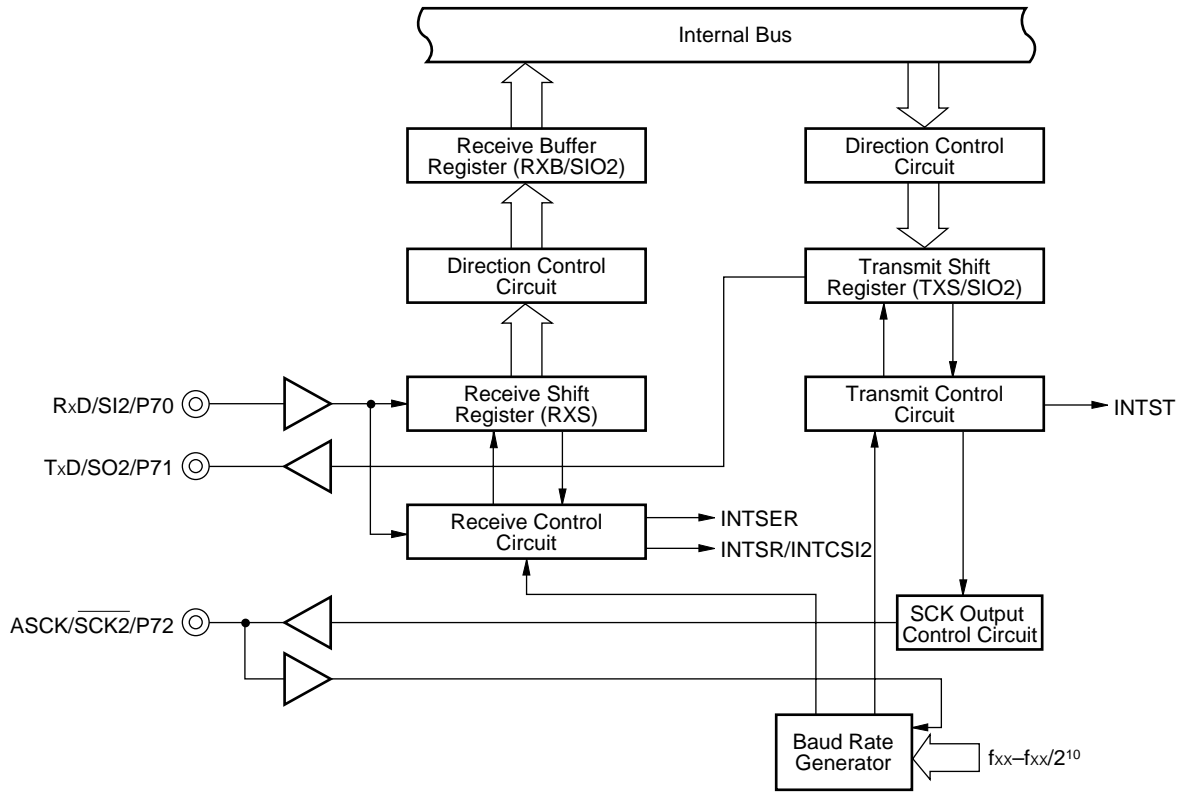 Internal Bus
Receive Buffer
Register (RXB/SIO2)
Direction Control
Circuit
Direction Control
Circuit
Transmit Shift
Register (TXS/SIO2)
RxD/SI2/P70
Receive Shift
Register (RXS)
Transmit Control
Circuit
INTST
TxD/SO2/P71
Receive Control
Circuit
INTSER
INTSR/INTCSI2
ASCK/S̅C̅K̅2̅/P72
SCK Output
Control Circuit
Baud Rate
Generator
fxx–fxx/2¹⁰